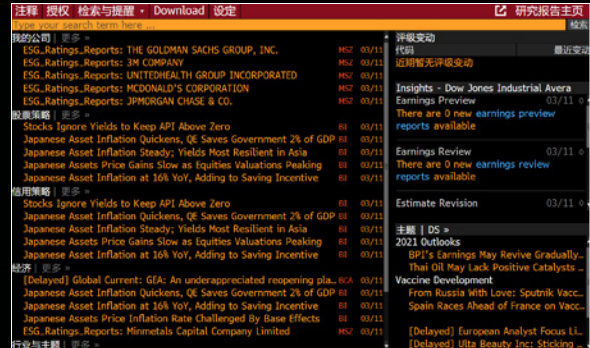 注释 授权 检索与提醒 · Download 设定 研究报告主页
Type your search term here ... 检索
我的公司 | 更多 »
ESG_Ratings_Reports: THE GOLDMAN SACHS GROUP, INC. MSZ 03/11
ESG_Ratings_Reports: 3M COMPANY MSZ 03/11
ESG_Ratings_Reports: UNITEDHEALTH GROUP INCORPORATED MSZ 03/11
ESG_Ratings_Reports: MCDONALD'S CORPORATION MSZ 03/11
ESG_Ratings_Reports: JPMORGAN CHASE & CO. MSZ 03/11
股票策略 | 更多 »
Stocks Ignore Yields to Keep API Above Zero BI 03/11
Japanese Asset Inflation Quickens, QE Saves Government 2% of GDP BI 03/11
Japanese Asset Inflation Steady; Yields Most Resilient in Asia BI 03/11
Japanese Assets Price Gains Slow as Equities Valuations Peaking BI 03/11
Japanese Asset Inflation at 16% YoY, Adding to Saving Incentive BI 03/11
信用策略 | 更多 »
Stocks Ignore Yields to Keep API Above Zero BI 03/11
Japanese Asset Inflation Quickens, QE Saves Government 2% of GDP BI 03/11
Japanese Asset Inflation Steady; Yields Most Resilient in Asia BI 03/11
Japanese Assets Price Gains Slow as Equities Valuations Peaking BI 03/11
Japanese Asset Inflation at 16% YoY, Adding to Saving Incentive BI 03/11
经济 | 更多 »
[Delayed] Global Current: GEA: An underappreciated reopening pla... BCA 03/11
Japanese Asset Inflation Quickens, QE Saves Government 2% of GDP BI 03/11
Japanese Asset Inflation at 16% YoY, Adding to Saving Incentive BI 03/11
Japanese Assets Price Inflation Rate Challenged By Base Effects BI 03/11
ESG_Ratings_Reports: Minmetals Capital Company Limited MSZ 03/11
行业与主题 | 更多 »
评级变动
代码 最近变动
近期暂无评级变动
Insights - Dow Jones Industrial Avera
Earnings Preview 03/11
There are 0 new earnings preview
reports available
Earnings Review 03/11
There are 0 new earnings review
reports available
Estimate Revision 03/11
主题 | DS »
2021 Outlooks
BPI's Earnings May Revive Gradually...
Thai Oil May Lack Positive Catalysts ...
Vaccine Development
From Russia With Love: Sputnik Vacc...
Spain Races Ahead of France on Vacc...
[Delayed] European Analyst Focus Li...
[Delayed] Ulta Beauty Inc: Sticking ...